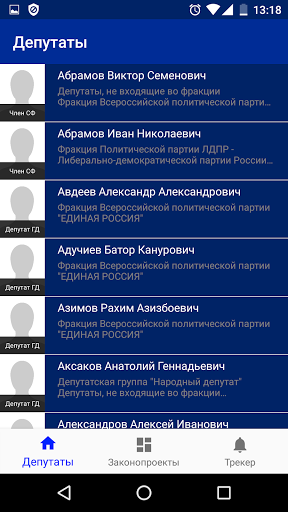 13:18
Депутаты
Абрамов Виктор Семенович
Депутаты, не входящие во фракции
Фракция Всероссийской политической парти...
Член СФ
Абрамов Иван Николаевич
Фракция Политической партии ЛДПР -
Либерально-демократической партии России...
Член СФ
Авдеев Александр Александрович
Фракция Всероссийской политической партии
"ЕДИНАЯ РОССИЯ"
Депутат ГД
Адучиев Батор Канурович
Фракция Всероссийской политической партии
"ЕДИНАЯ РОССИЯ"
Депутат ГД
Азимов Рахим Азизбоевич
Фракция Всероссийской политической партии
"ЕДИНАЯ РОССИЯ"
Депутат ГД
Аксаков Анатолий Геннадьевич
Депутатская группа "Народный депутат"
Депутаты, не входящие во фракции...
Депутат ГД
Александров Алексей Иванович
Депутаты
Законопроекты
Трекер